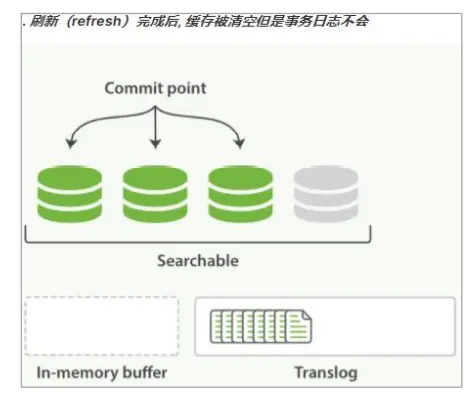 . 刷新（refresh）完成后, 缓存被清空但是事务日志不会
Commit point
Searchable
In-memory buffer
Translog